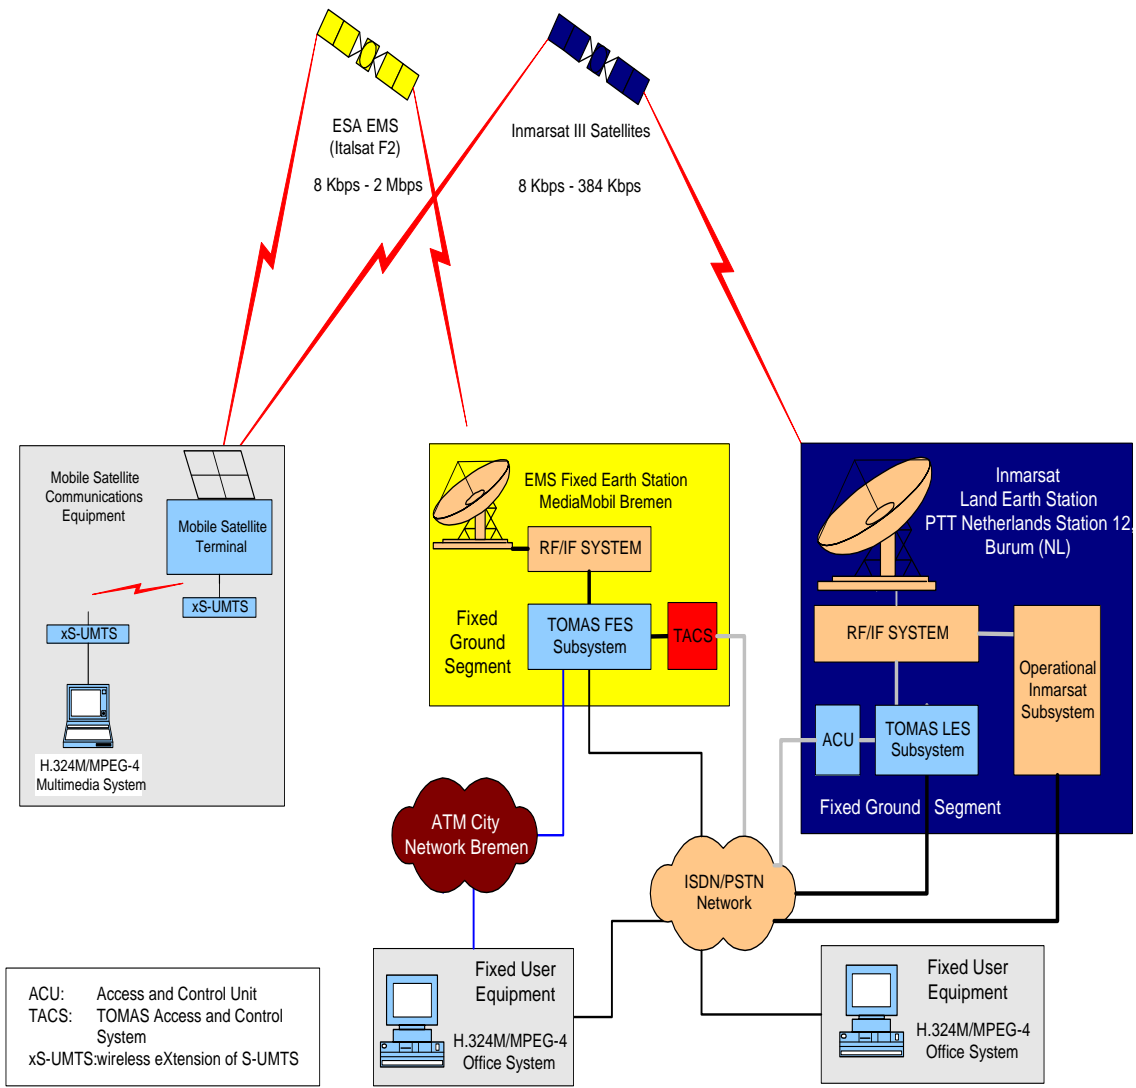 ESA EMS
(Italsat F2)
8 Kbps - 2 Mbps
Inmarsat III Satellites
8 Kbps - 384 Kbps
Mobile Satellite
Communications
Equipment
Mobile Satellite
Terminal
xS-UMTS
xS-UMTS
H.324M/MPEG-4
Multimedia System
EMS Fixed Earth Station
MediaMobil Bremen
RF/IF SYSTEM
Fixed
Ground
Segment
TOMAS FES
Subsystem
TACS
Inmarsat
Land Earth Station
PTT Netherlands Station 12,
Burum (NL)
RF/IF SYSTEM
Operational
Inmarsat
Subsystem
ACU
TOMAS LES
Subsystem
Fixed Ground Segment
ATM City
Network Bremen
ISDN/PSTN
Network
Fixed User
Equipment
H.324M/MPEG-4
Office System
Fixed User
Equipment
H.324M/MPEG-4
Office System
ACU: Access and Control Unit
TACS: TOMAS Access and Control
System
xS-UMTS:wireless eXtension of S-UMTS